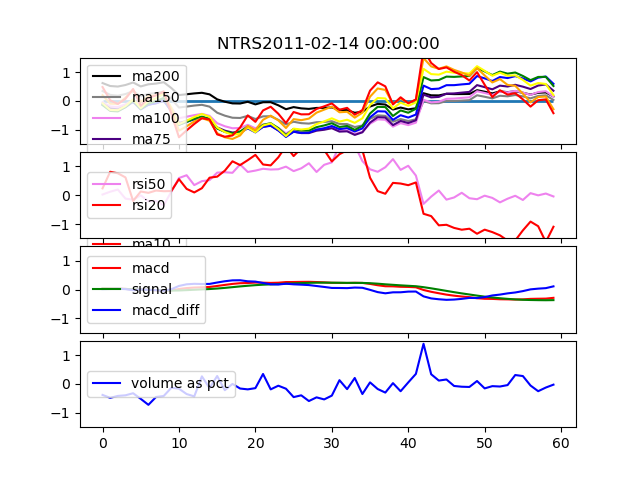 NTRS2011-02-14 00:00:00
1
0
−1
ma200
ma150
ma100
ma75
1
0
−1
rsi50
rsi20
ma10
1
0
−1
macd
signal
macd_diff
1
0
−1
volume as pct
0 10 20 30 40 50 60